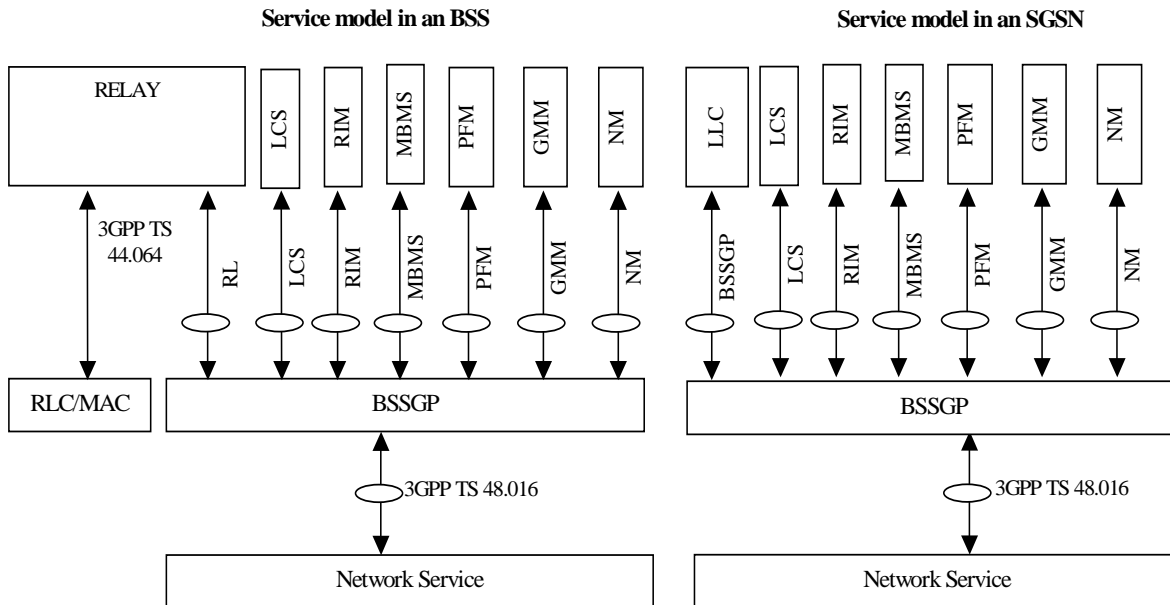 Service model in an BSS
Service model in an SGSN
RELAY
LCS
RIM
MBMS
PFM
GMM
NM
LLC
LCS
RIM
MBMS
PFM
GMM
NM
3GPP TS
44.064
RL
LCS
RIM
MBMS
PFM
GMM
NM
BSSGP
LCS
RIM
MBMS
PFM
GMM
NM
RLC/MAC
BSSGP
BSSGP
3GPP TS 48.016
3GPP TS 48.016
Network Service
Network Service